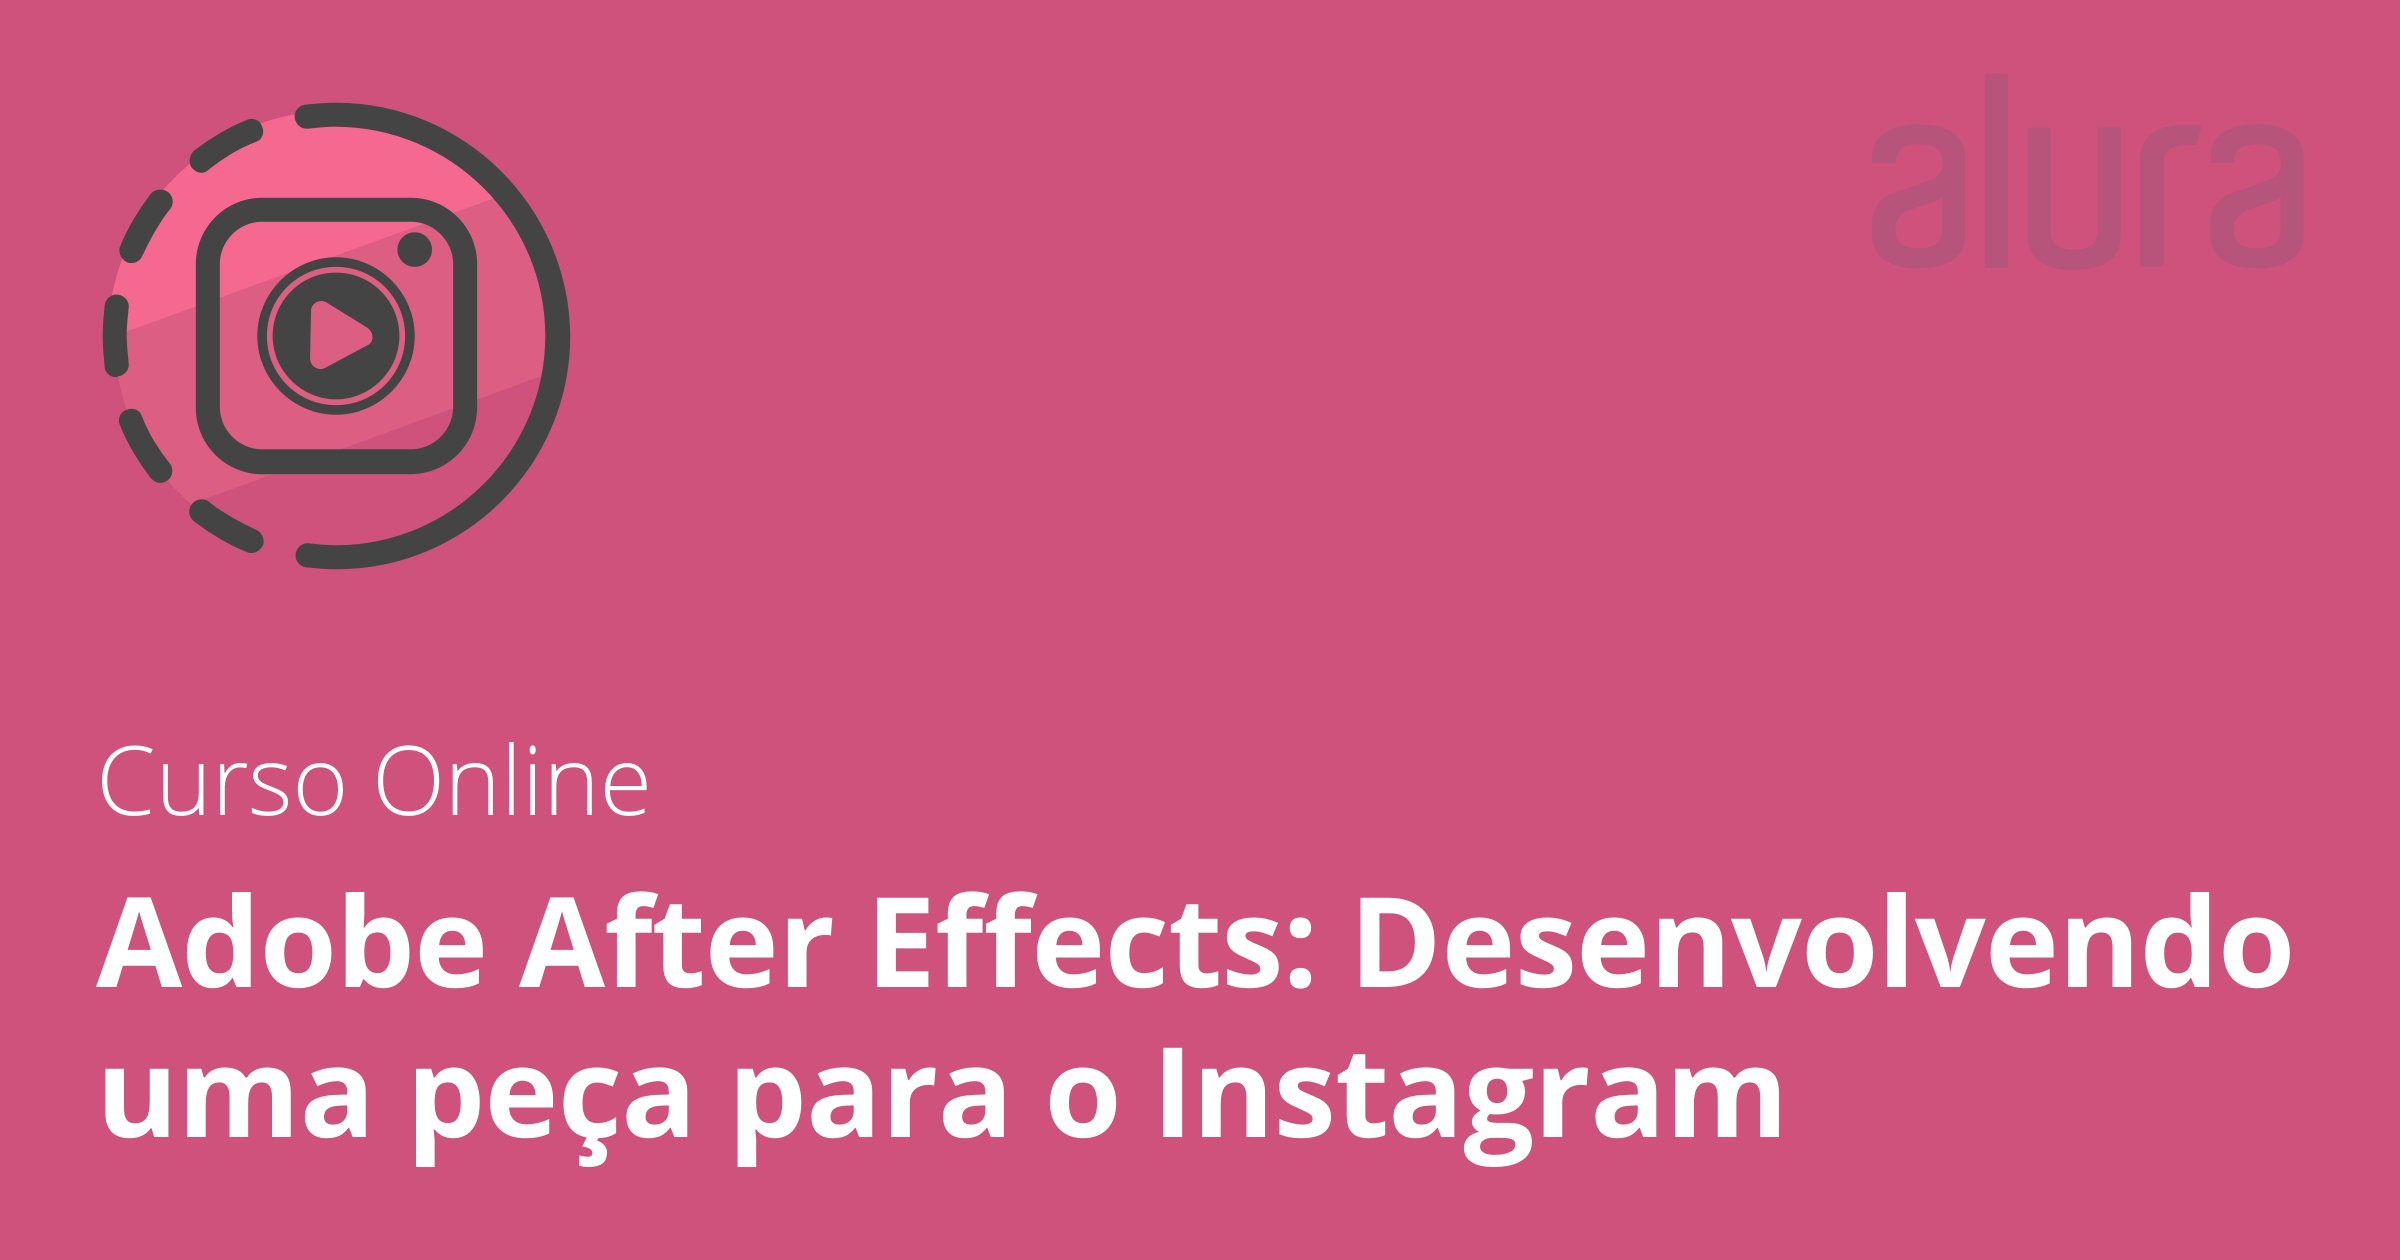 alura
Curso Online
Adobe After Effects: Desenvolvendo
uma peça para o Instagram